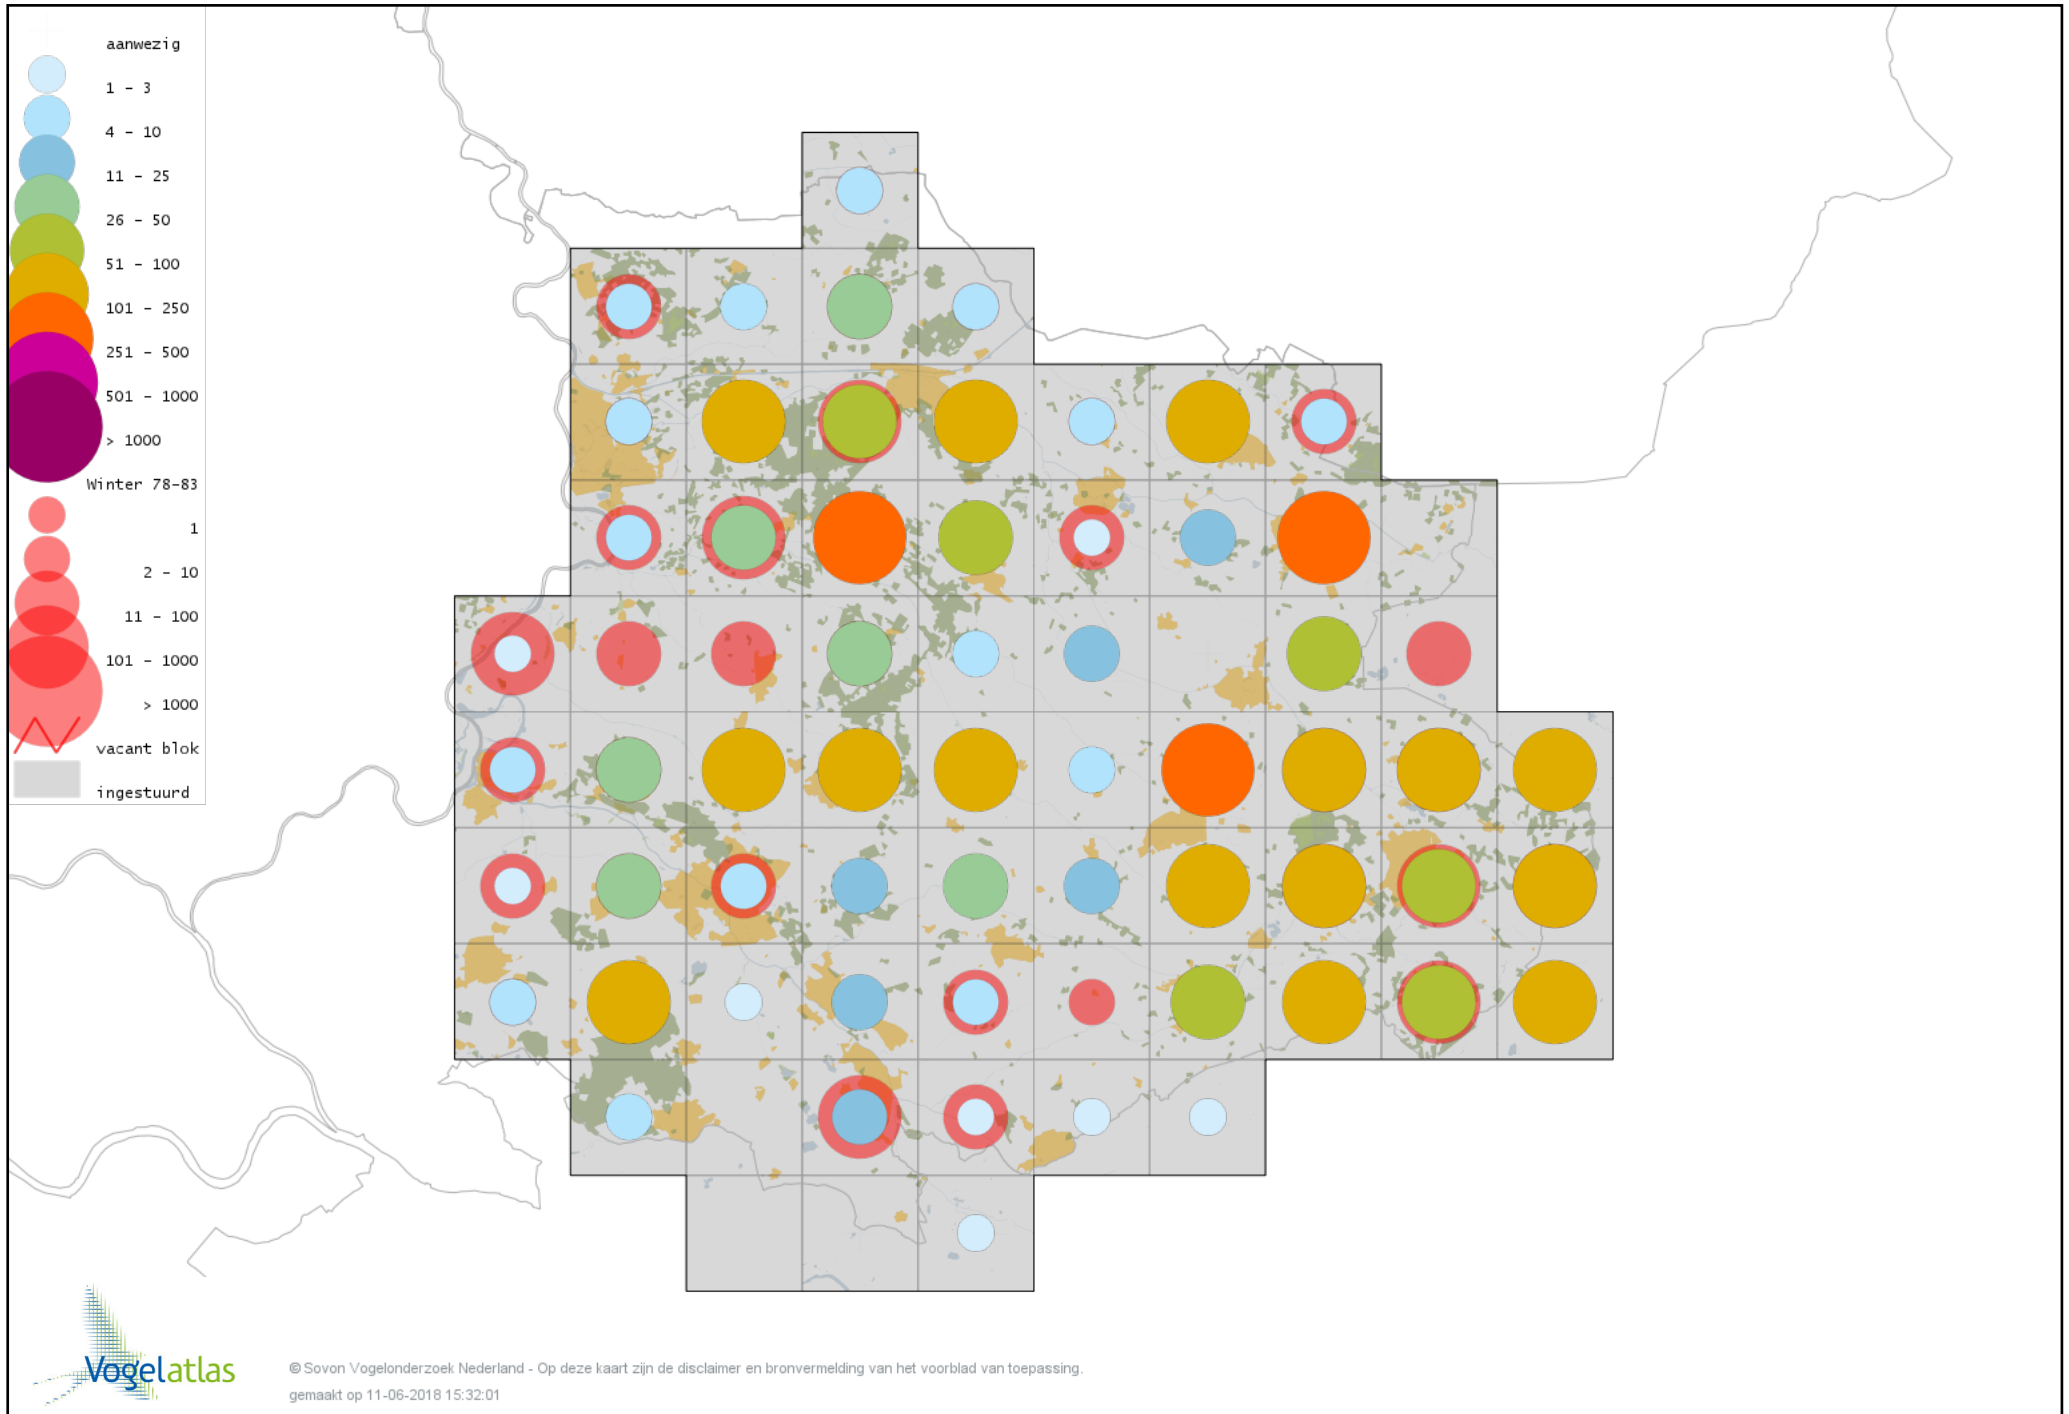 aanwezig
1 - 3
4 - 10
11 - 25
26 - 50
51 - 100
101 - 250
251 - 500
501 - 1000
> 1000
Winter 78-83
1
2 - 10
11 - 100
101 - 1000
> 1000
vacant blok
ingestuurd
Vogelatlas
© Sovon Vogelonderzoek Nederland - Op deze kaart zijn de disclaimer en bronvermelding van het voorblad van toepassing.
gemaakt op 11-06-2018 15:32:01